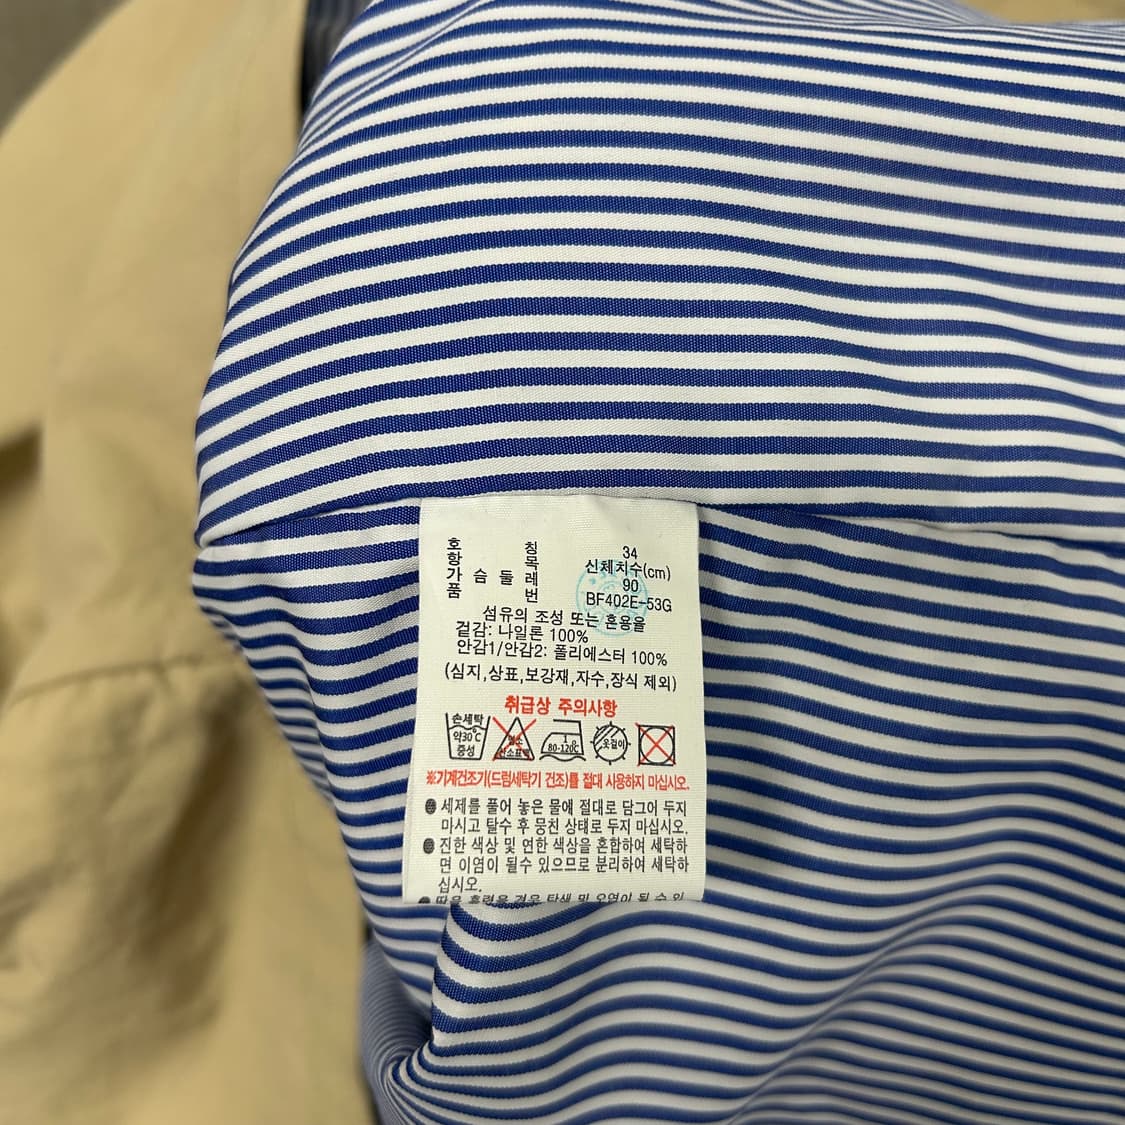 호 칭 34
항 목 신체치수(cm)
가 슴 둘 레 90
품 번 BF402E-53G
섬유의 조성 또는 혼용율
겉감: 나일론 100%
안감1/안감2: 폴리에스터 100%
(심지,상표,보강재,자수,장식 제외)
취급상 주의사항
손세탁
약30℃
중성
염소
산소표백
80-120℃
옷걸이
※기계건조기(드럼세탁기 건조)를 절대 사용하지 마십시오.
● 세제를 풀어 놓은 물에 절대로 담그어 두지
마시고 탈수 후 뭉친 상태로 두지 마십시오.
● 진한 색상 및 연한 색상을 혼합하여 세탁하
면 이염이 될수 있으므로 분리하여 세탁하
십시오.